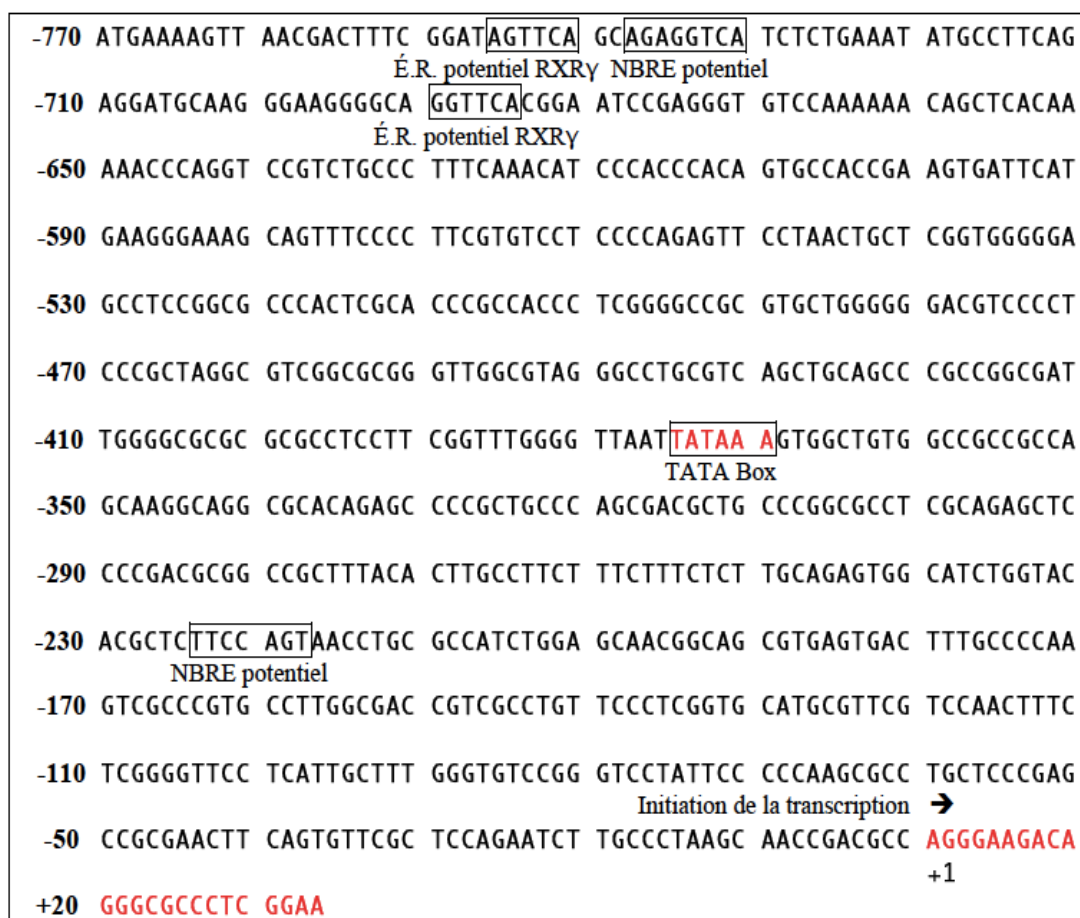 -770 ATGAAAAGTT AACGACTTTC GGATAGTTCA GCAGAGGTCA TCTCTGAAAT ATGCCTTCAG
É.R. potentiel RXRγ NBRE potentiel
-710 AGGATGCAAG GGAAGGGGCA GGTTCACGGA ATCCGAGGGT GTCCAAAAAA CAGCTCACAA
É.R. potentiel RXRγ
-650 AAACCCAGGT CCGTCTGCCC TTTCAAACAT CCCACCCACA GTGCCACCGA AGTGATTCAT
-590 GAAGGGAAAG CAGTTTCCCC TTCGTGTCCT CCCCAGAGTT CCTAACTGCT CGGTGGGGGA
-530 GCCTCCGGCG CCCACTCGCA CCCGCCACCC TCGGGGCCGC GTGCTGGGGG GACGTCCCCT
-470 CCCGCTAGGC GTCGGCGCGG GTTGGCGTAG GGCCTGCGTC AGCTGCAGCC CGCCGGCGAT
-410 TGGGGCGCGC GCGCCTCCTT CGGTTTGGGG TTAATTATAA AGTGGCTGTG GCCGCCGCCA
TATA Box
-350 GCAAGGCAGG CGCACAGAGC CCCGCTGCCC AGCGACGCTG CCCGGCGCCT CGCAGAGCTC
-290 CCCGACGCGG CCGCTTTACA CTTGCCTTCT TTCTTTCTCT TGCAGAGTGG CATCTGGTAC
-230 ACGCTCTTCC AGTAACCTGC GCCATCTGGA GCAACGGCAG CGTGAGTGAC TTTGCCCCAA
NBRE potentiel
-170 GTCGCCCGTG CCTTGGCGAC CGTCGCCTGT TCCCTCGGTG CATGCGTTCG TCCAACTTTC
-110 TCGGGGTTCC TCATTGCTTT GGGTGTCCGG GTCCTATTCC CCCAAGCGCC TGCTCCCGAG
Initiation de la transcription ➔
-50 CCGCGAACTT CAGTGTTCGC TCCAGAATCT TGCCCTAAGC AACCGACGCC AGGGAAGACA
+1
+20 GGGCGCCCTC GGAA